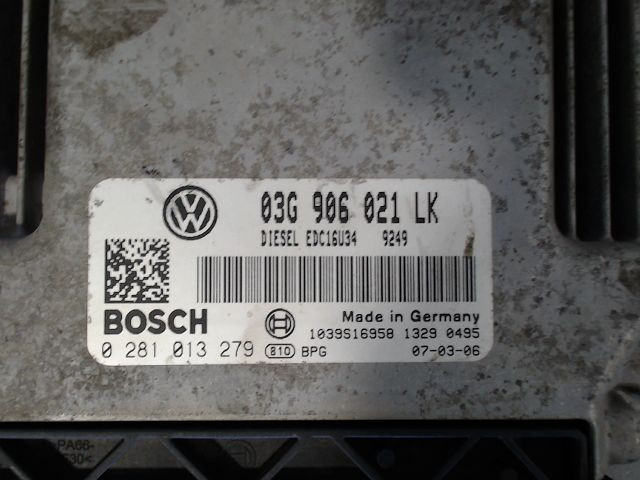 03G 906 021 LK
DIESEL EDC16U34 9249
BOSCH
Made in Germany
1039S16958 1329 0495
0 281 013 279 810 BPG 07-03-06
-PA66-